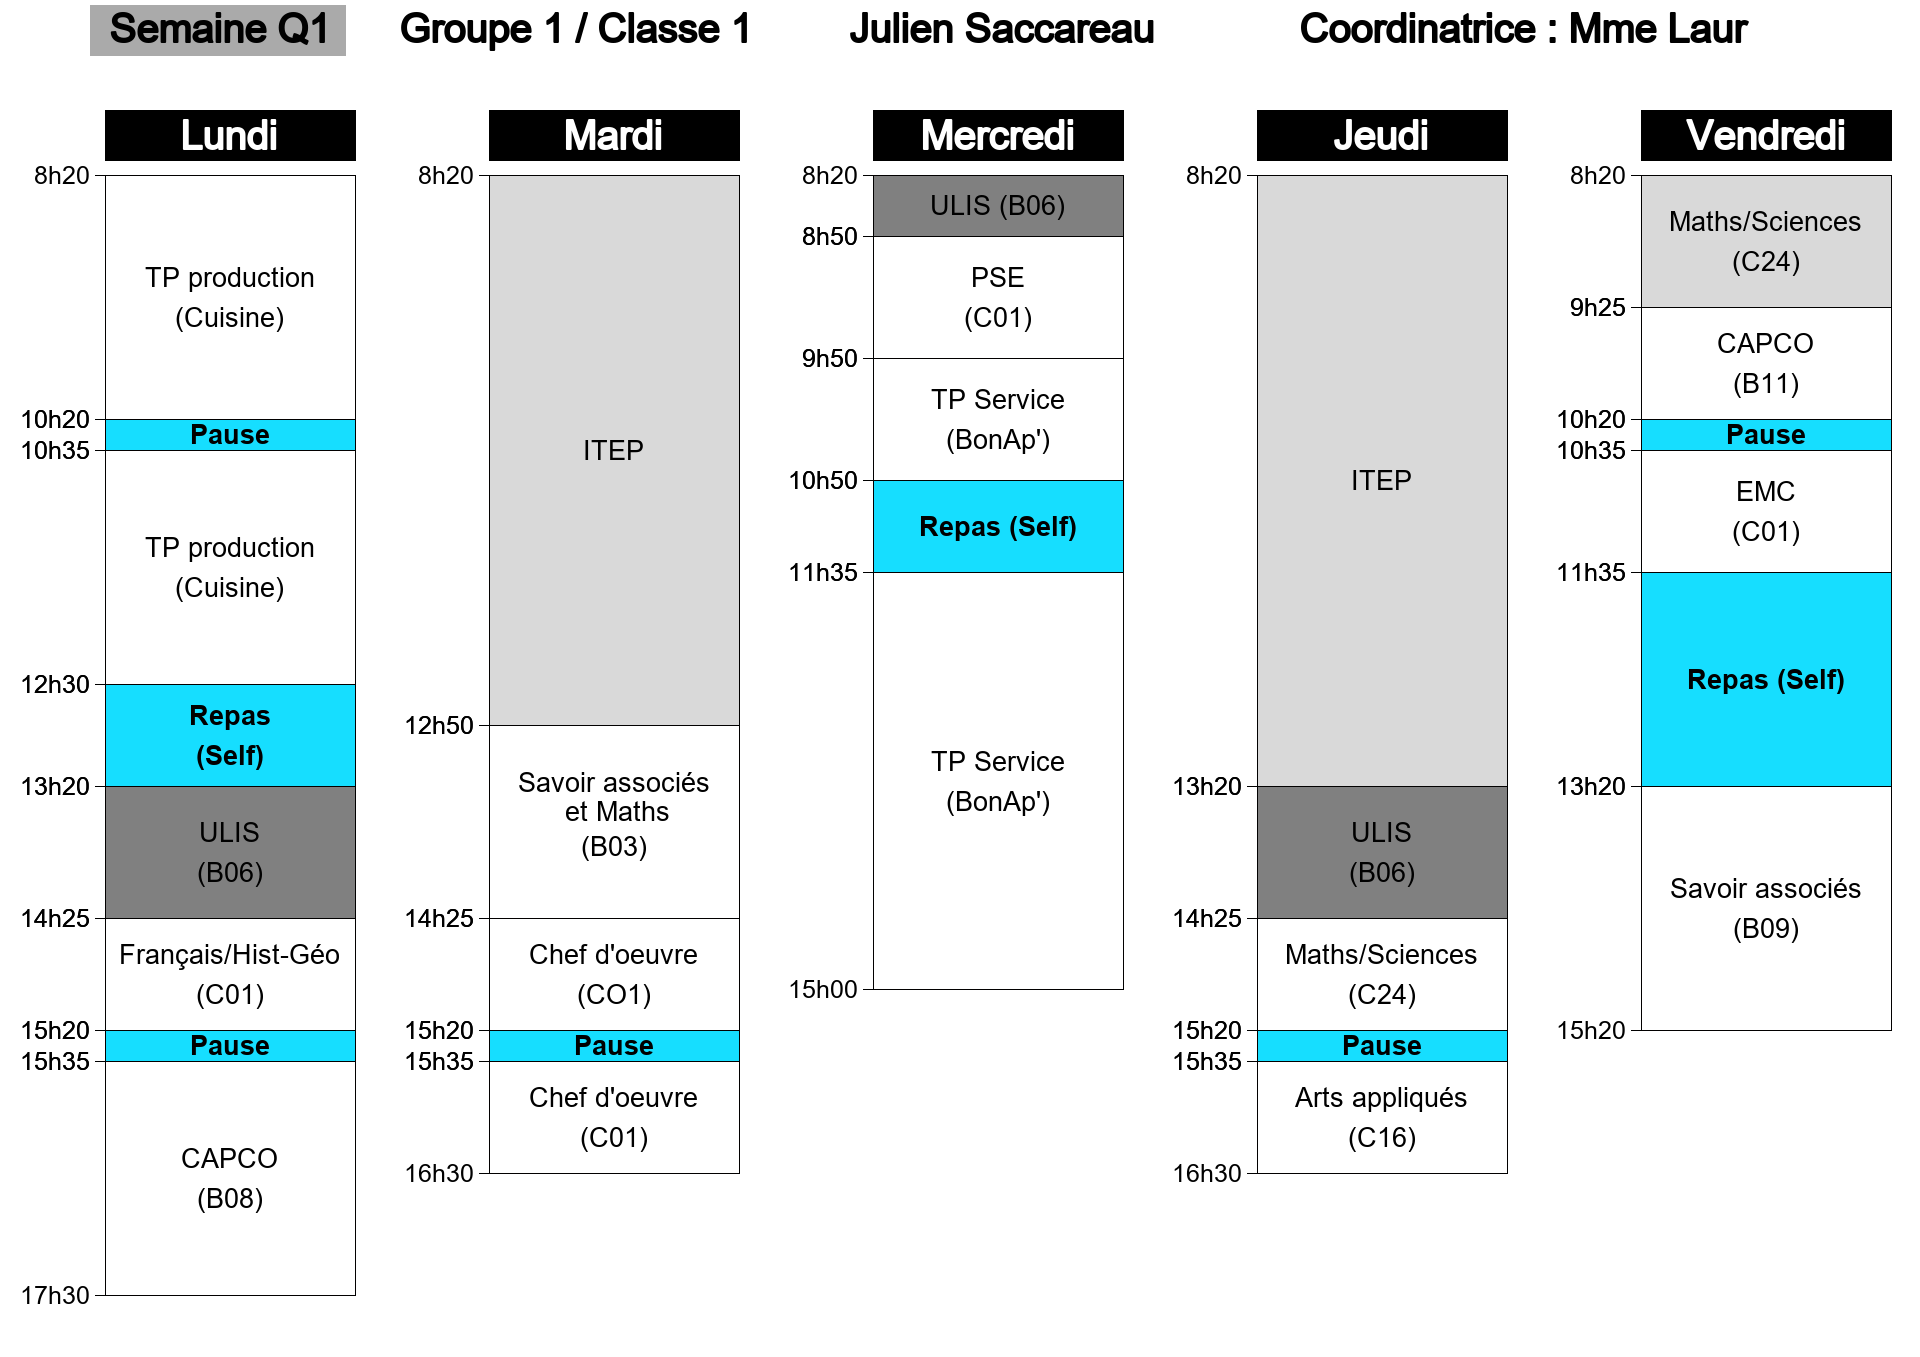 Semaine Q1
Groupe 1 / Classe 1
Julien Saccareau
Coordinatrice : Mme Laur
Lundi
8h20
TP production
(Cuisine)
10h20
Pause
10h35
TP production
(Cuisine)
12h30
Repas
(Self)
13h20
ULIS
(B06)
14h25
Français/Hist-Géo
(C01)
15h20
Pause
15h35
CAPCO
(B08)
17h30
Mardi
8h20
ITEP
12h50
Savoir associés
et Maths
(B03)
14h25
Chef d'oeuvre
(CO1)
15h20
Pause
15h35
Chef d'oeuvre
(C01)
16h30
Mercredi
8h20
ULIS (B06)
8h50
PSE
(C01)
9h50
TP Service
(BonAp')
10h50
Repas (Self)
11h35
TP Service
(BonAp')
15h00
Jeudi
8h20
ITEP
13h20
ULIS
(B06)
14h25
Maths/Sciences
(C24)
15h20
Pause
15h35
Arts appliqués
(C16)
16h30
Vendredi
8h20
Maths/Sciences
(C24)
9h25
CAPCO
(B11)
10h20
Pause
10h35
EMC
(C01)
11h35
Repas (Self)
13h20
Savoir associés
(B09)
15h20